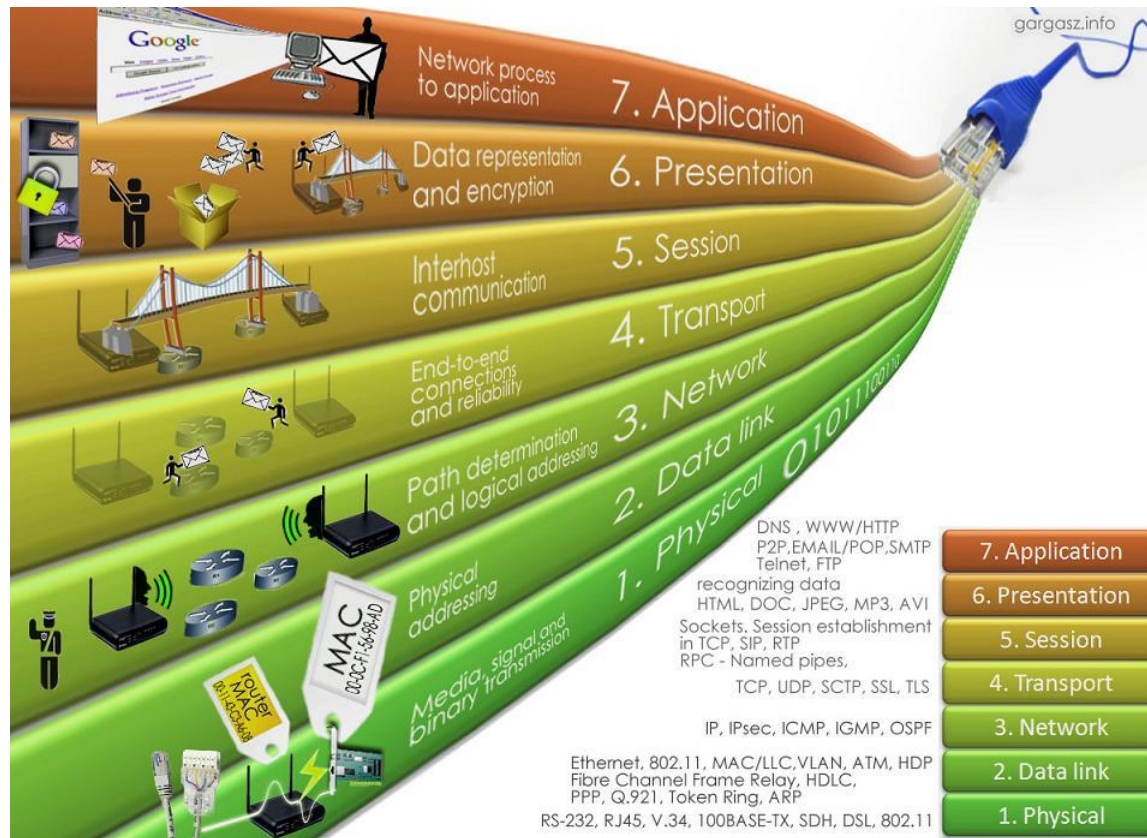 gargasz.info
Google
Network process
to application
7. Application
Data representation
and encryption
6. Presentation
Interhost
communication
5. Session
End-to-end
connections
and reliability
4. Transport
Path determination
and logical addressing
3. Network
Physical
addressing
2. Data link
Media, signal and
binary transmission
1. Physical
MAC
00-0C-F1-56-98-AD
router
MAC
DNS , WWW/HTTP
P2P,EMAIL/POP,SMTP
Telnet, FTP
7. Application
recognizing data
HTML, DOC, JPEG, MP3, AVI
6. Presentation
Sockets, Session establishment
in TCP, SIP, RTP
RPC - Named pipes,
5. Session
TCP, UDP, SCTP, SSL, TLS
4. Transport
IP, IPsec, ICMP, IGMP, OSPF
3. Network
Ethernet, 802.11, MAC/LLC,VLAN, ATM, HDP
Fibre Channel Frame Relay, HDLC,
PPP, Q.921, Token Ring, ARP
2. Data link
RS-232, RJ45, V.34, 100BASE-TX, SDH, DSL, 802.11
1. Physical